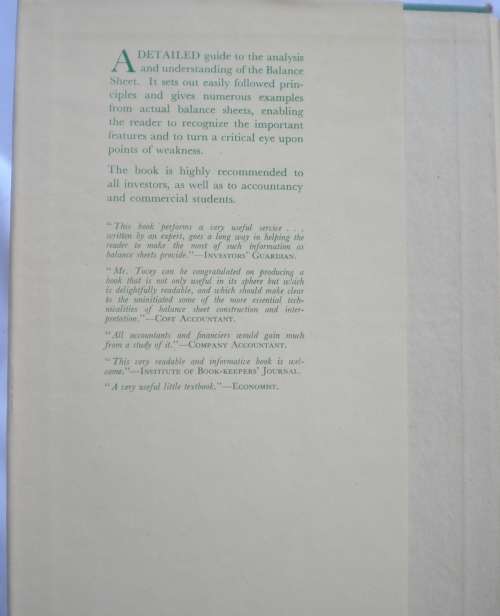 A DETAILED guide to the analysis
and understanding of the Balance
Sheet. It sets out easily followed prin-
ciples and gives numerous examples
from actual balance sheets, enabling
the reader to recognize the important
features and to turn a critical eye upon
points of weakness.
The book is highly recommended to
all investors, as well as to accountancy
and commercial students.
"This book performs a very useful service . . .
written by an expert, goes a long way in helping the
reader to make the most of such information as
balance sheets provide."—INVESTORS' GUARDIAN.
"Mr. Tovey can be congratulated on producing a
book that is not only useful in its sphere but which
is delightfully readable, and which should make clear
to the uninitiated some of the more essential tech-
nicalities of balance sheet construction and inter-
pretation."—COST ACCOUNTANT.
"All accountants and financiers would gain much
from a study of it."—COMPANY ACCOUNTANT.
"This very readable and informative book is wel-
come."—INSTITUTE OF BOOK-KEEPERS' JOURNAL.
"A very useful little textbook."—ECONOMIST.